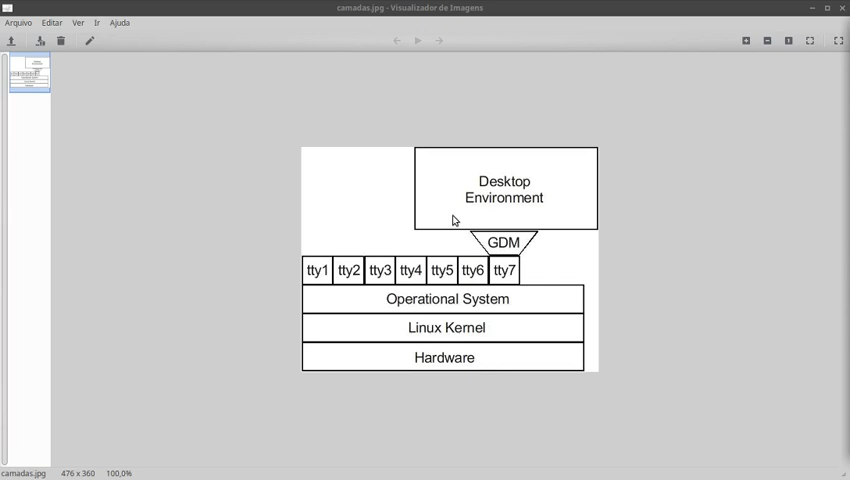 camadas.jpg - Visualizador de Imagens
Arquivo Editar Ver Ir Ajuda
Desktop
Environment
GDM
tty1 tty2 tty3 tty4 tty5 tty6 tty7
Operational System
Linux Kernel
Hardware
camadas.jpg 476 x 360 100,0%